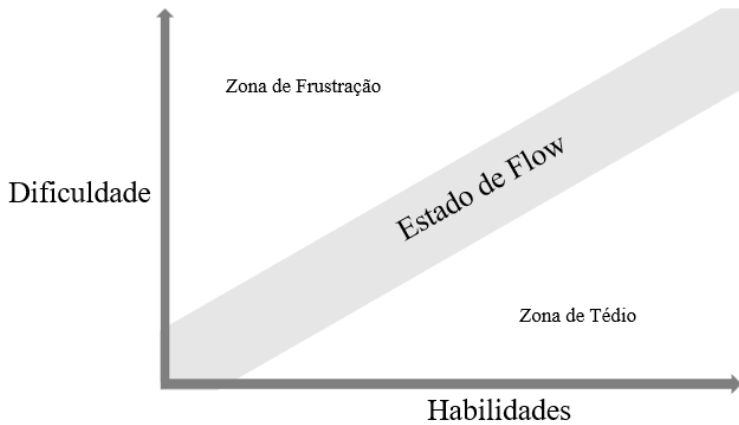 Zona de Frustração
Estado de Flow
Dificuldade
Zona de Tédio
Habilidades